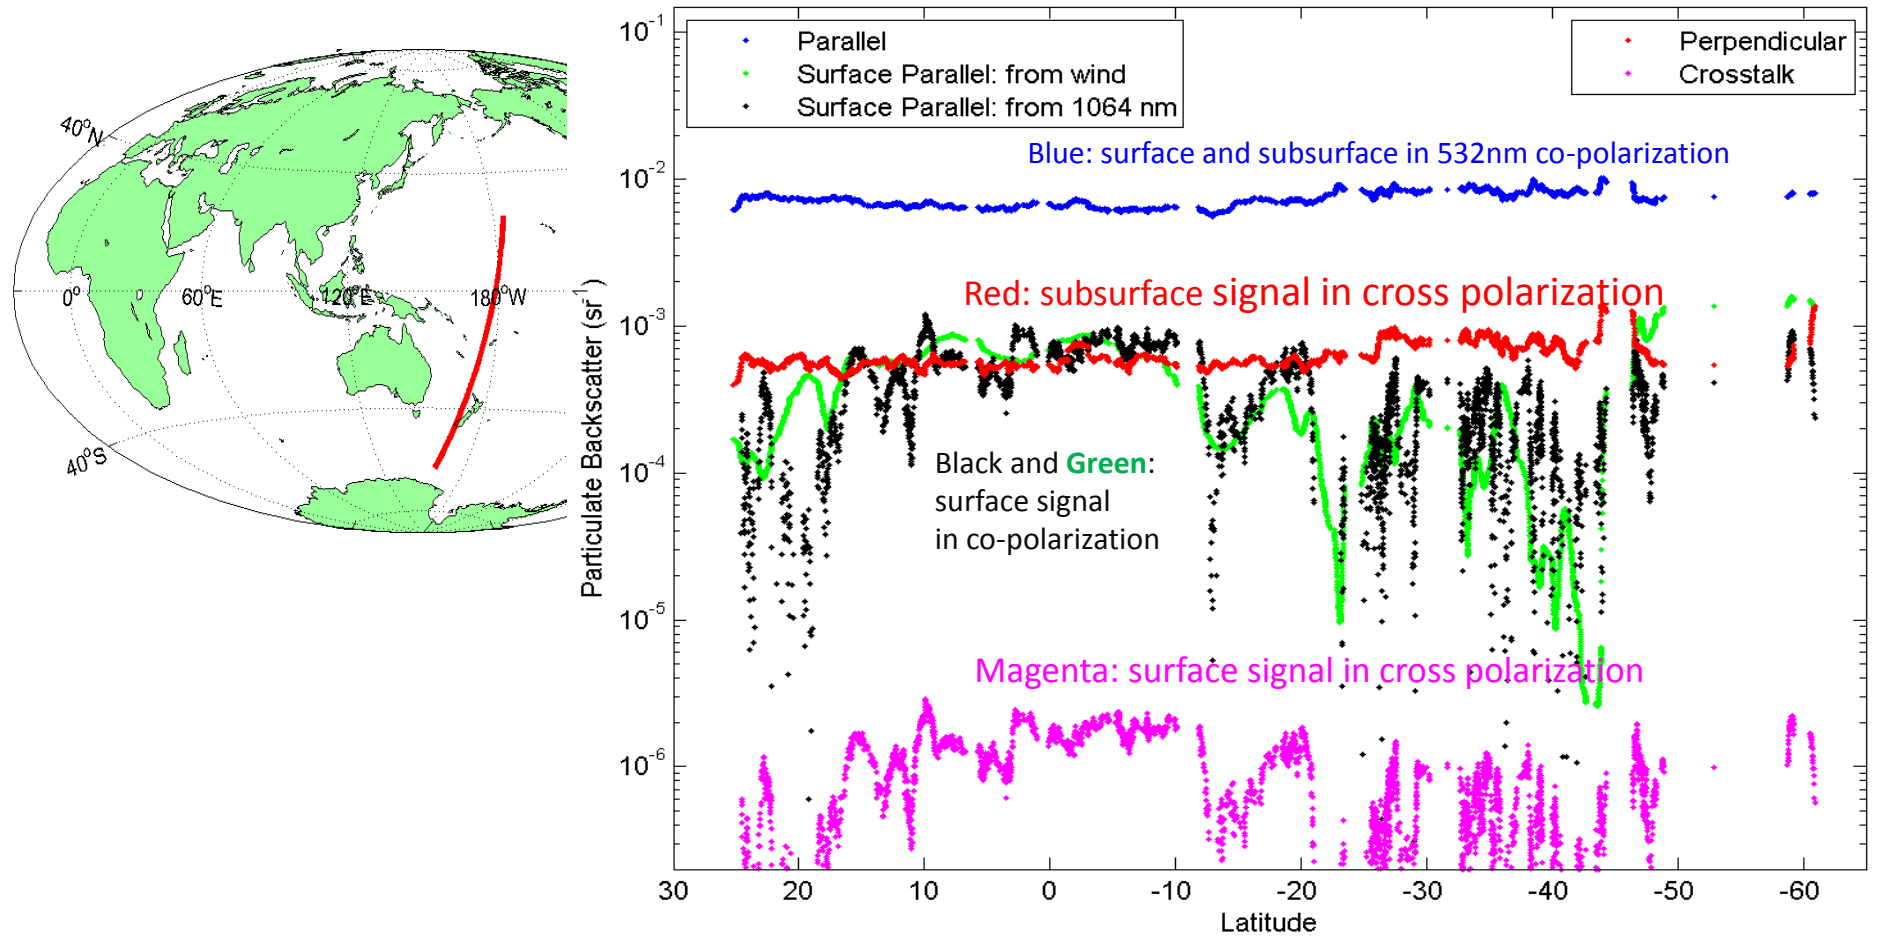 40°N
0°
0
60°E
120°E
180°W
40°S
Particulate Backscatter (sr⁻¹)
10⁻¹
10⁻²
10⁻³
10⁻⁴
10⁻⁵
10⁻⁶
Parallel
Surface Parallel: from wind
Surface Parallel: from 1064 nm
Perpendicular
Crosstalk
Blue: surface and subsurface in 532nm co-polarization
Red: subsurface signal in cross polarization
Black and Green:
surface signal
in co-polarization
Magenta: surface signal in cross polarization
30 20 10 0 -10 -20 -30 -40 -50 -60
Latitude